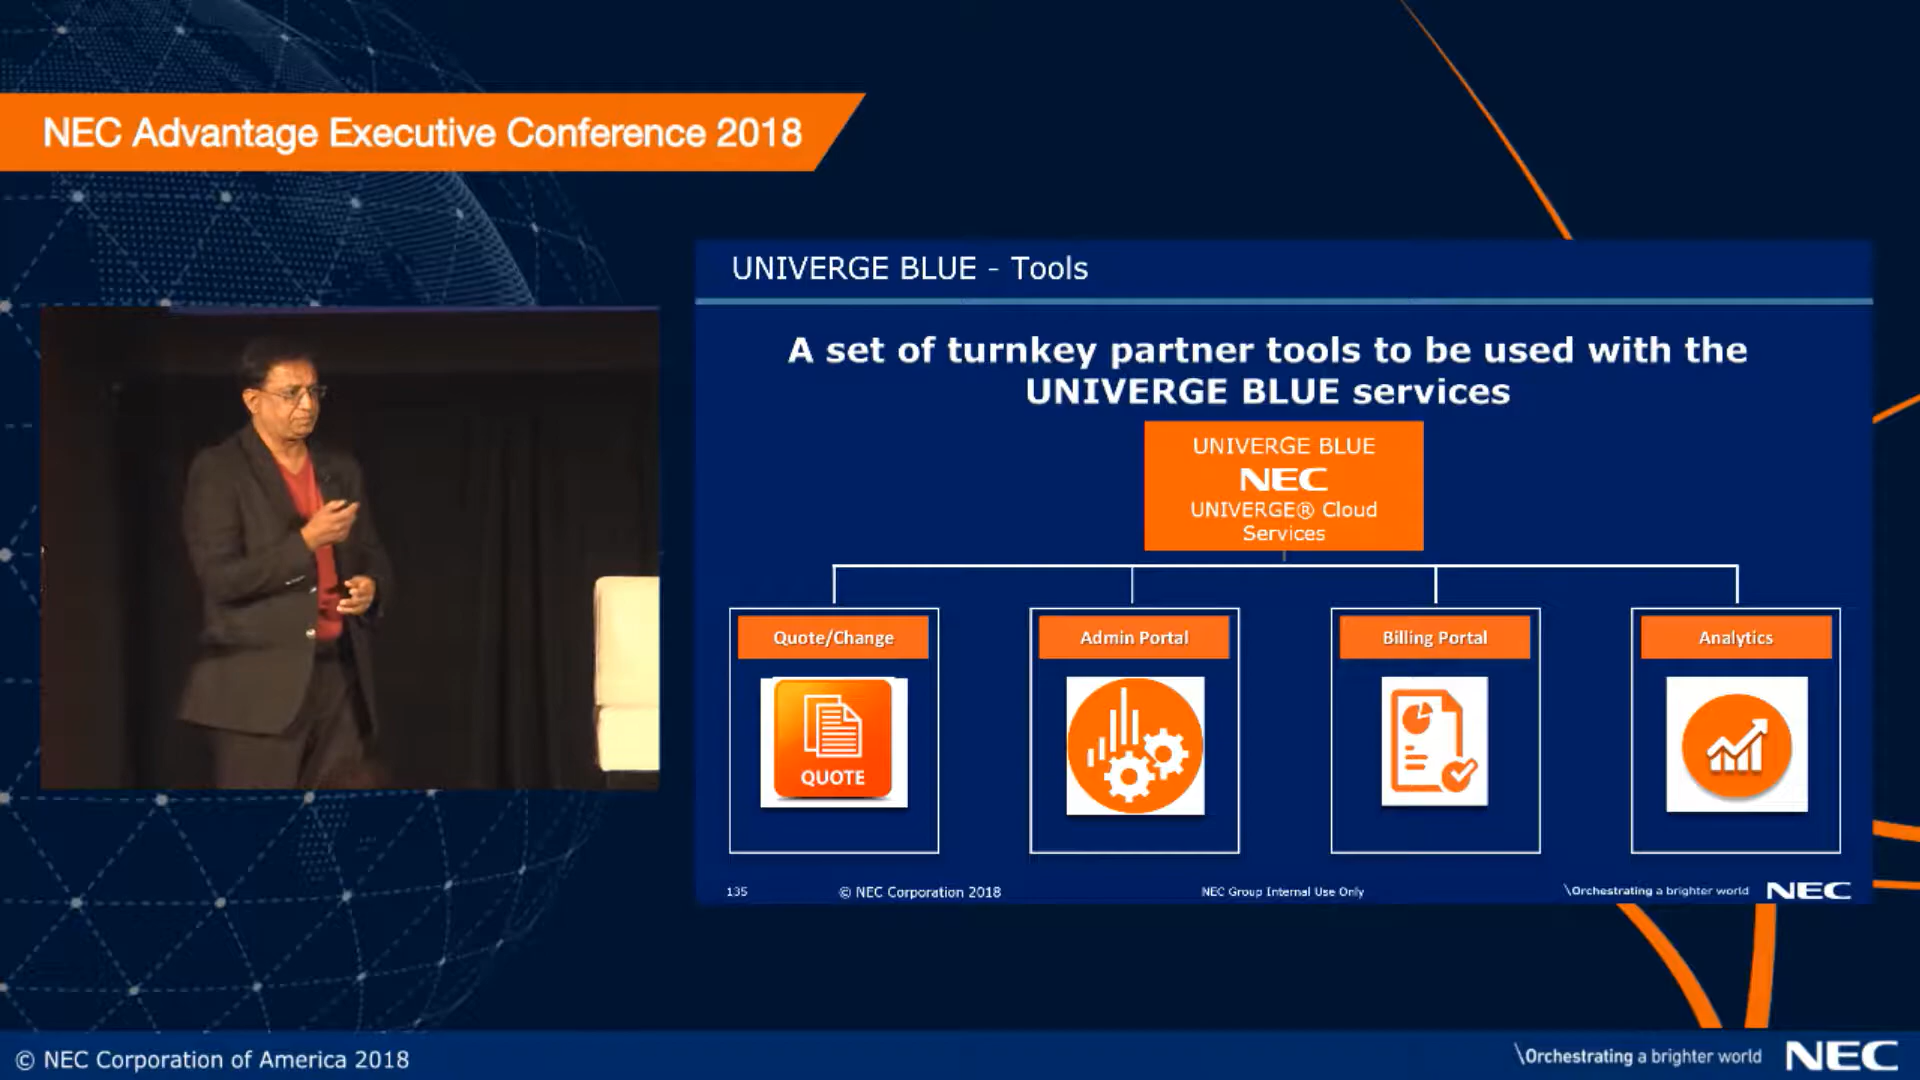 NEC Advantage Executive Conference 2018
UNIVERGE BLUE - Tools
A set of turnkey partner tools to be used with the
UNIVERGE BLUE services
UNIVERGE BLUE
NEC
UNIVERGE® Cloud
Services
Quote/Change
Admin Portal
Billing Portal
Analytics
QUOTE
135
© NEC Corporation 2018
NEC Group Internal Use Only
\Orchestrating a brighter world
NEC
© NEC Corporation of America 2018
\Orchestrating a brighter world
NEC